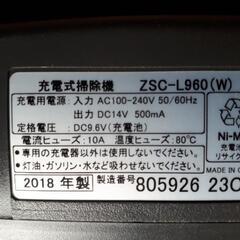 充電式掃除機 ZSC-L960(W)
充電用電源：入力 AC100-240V 50/60Hz
出力 DC14V 500mA
定格電圧：DC9.6V（充電池）
電流ヒューズ：10A 温度ヒューズ：80℃
●専用の充電器以外は使用しないでください。
●灯油・ガソリン・水など吸わせないでください。
2018 年製 製造番号 805926 23C
MADE IN C
Ni-M
充電池
リサイクル